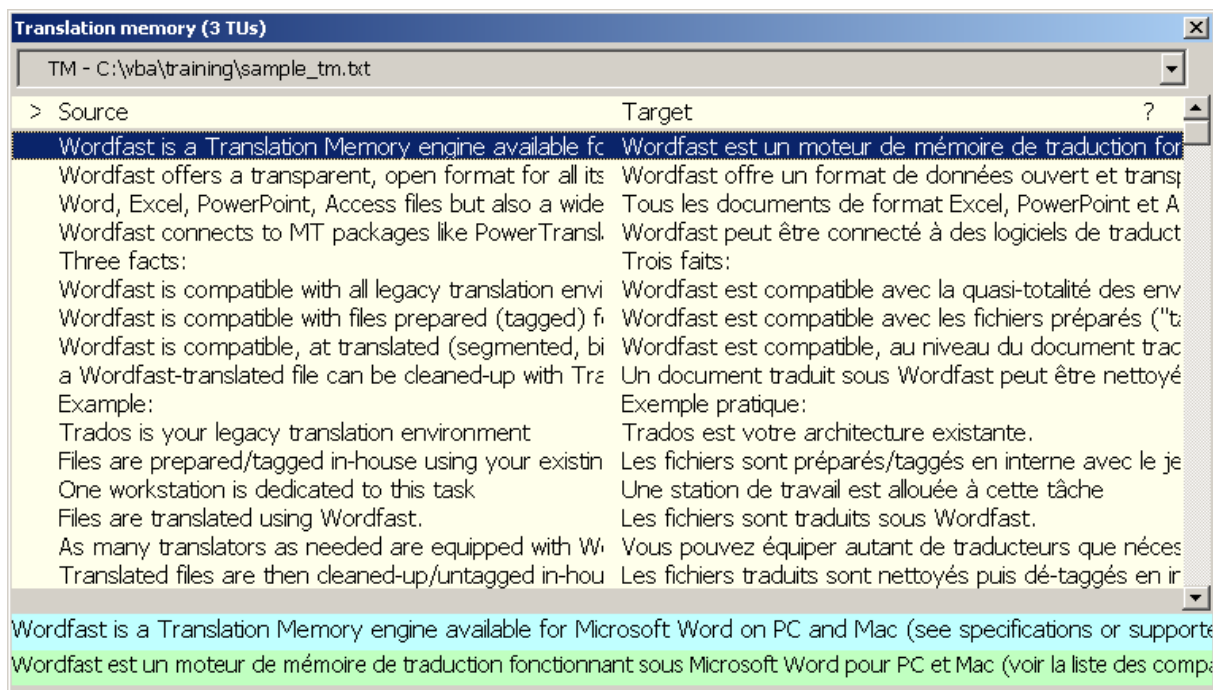 Translation memory (3 TUs)
TM - C:\vba\training\sample_tm.txt
> Source Target ?
Wordfast is a Translation Memory engine available Wordfast est un moteur de mémoire de traduction
Wordfast offers a transparent, open format for all its Wordfast offre un format de données ouvert et
Word, Excel, PowerPoint, Access files but also a wide Tous les documents de format Excel, PowerPoint et A
Wordfast connects to MT packages like Wordfast peut être connecté à des logiciels de
Three facts: Trois faits:
Wordfast is compatible with all legacy translation envi Wordfast est compatible avec la quasi-totalité des env
Wordfast is compatible with files prepared (tagged) Wordfast est compatible avec les fichiers préparés
Wordfast is compatible, at translated (segmented, bi Wordfast est compatible, au niveau du document
a Wordfast-translated file can be cleaned-up with Un document traduit sous Wordfast peut être nettoyé
Example: Exemple pratique:
Trados is your legacy translation environment Trados est votre architecture existante.
Files are prepared/tagged in-house using your existin Les fichiers sont préparés/taggés en interne avec le je
One workstation is dedicated to this task Une station de travail est allouée à cette tâche
Files are translated using Wordfast. Les fichiers sont traduits sous Wordfast.
As many translators as needed are equipped with Vous pouvez équiper autant de traducteurs que néces
Translated files are then cleaned-up/untagged in-hou Les fichiers traduits sont nettoyés puis dé-taggés en
Wordfast is a Translation Memory engine available for Microsoft Word on PC and Mac (see specifications or supporte
Wordfast est un moteur de mémoire de traduction fonctionnant sous Microsoft Word pour PC et Mac (voir la liste des compa